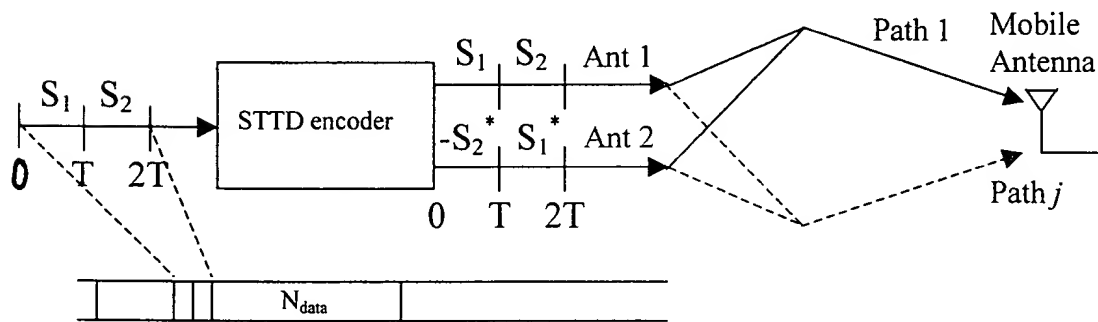 S₁ S₂ Ant 1
Path 1
Mobile
Antenna
S₁ S₂
STTD encoder
-S₂* S₁* Ant 2
0 T 2T
0 T 2T
Path j
N_data